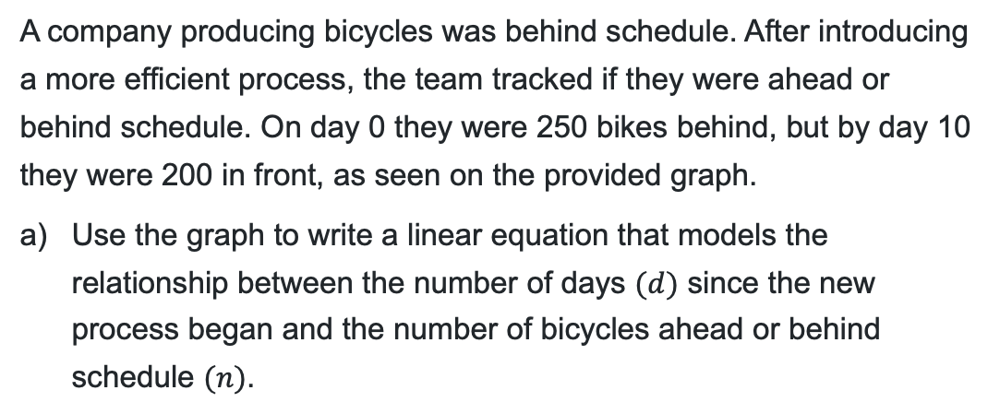 A company producing bicycles was behind schedule. After introducing
a more efficient process, the team tracked if they were ahead or
behind schedule. On day 0 they were 250 bikes behind, but by day 10
they were 200 in front, as seen on the provided graph.
a) Use the graph to write a linear equation that models the
relationship between the number of days (d) since the new
process began and the number of bicycles ahead or behind
schedule (n).